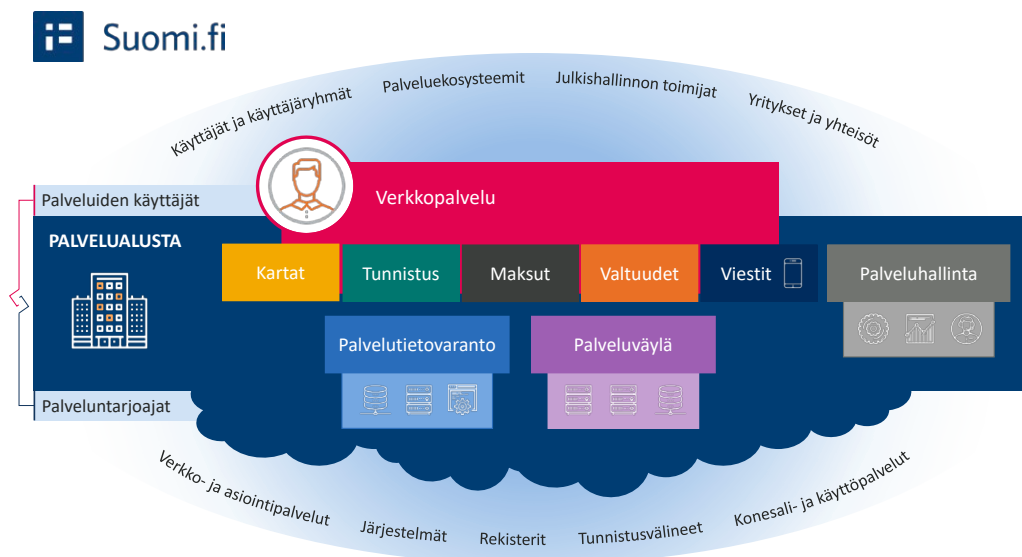 Suomi.fi
Käyttäjät ja käyttäjäryhmät
Palveluekosysteemit
Julkishallinnon toimijat
Yritykset ja yhteisöt
Palveluiden käyttäjät
Verkkopalvelu
PALVELUALUSTA
Kartat
Tunnistus
Maksut
Valtuudet
Viestit
Palveluhallinta
Palvelutietovaranto
Palveluväylä
Palveluntarjoajat
Verkko- ja asiointipalvelut
Järjestelmät
Rekisterit
Tunnistusvälineet
Konesali- ja käyttöpalvelut